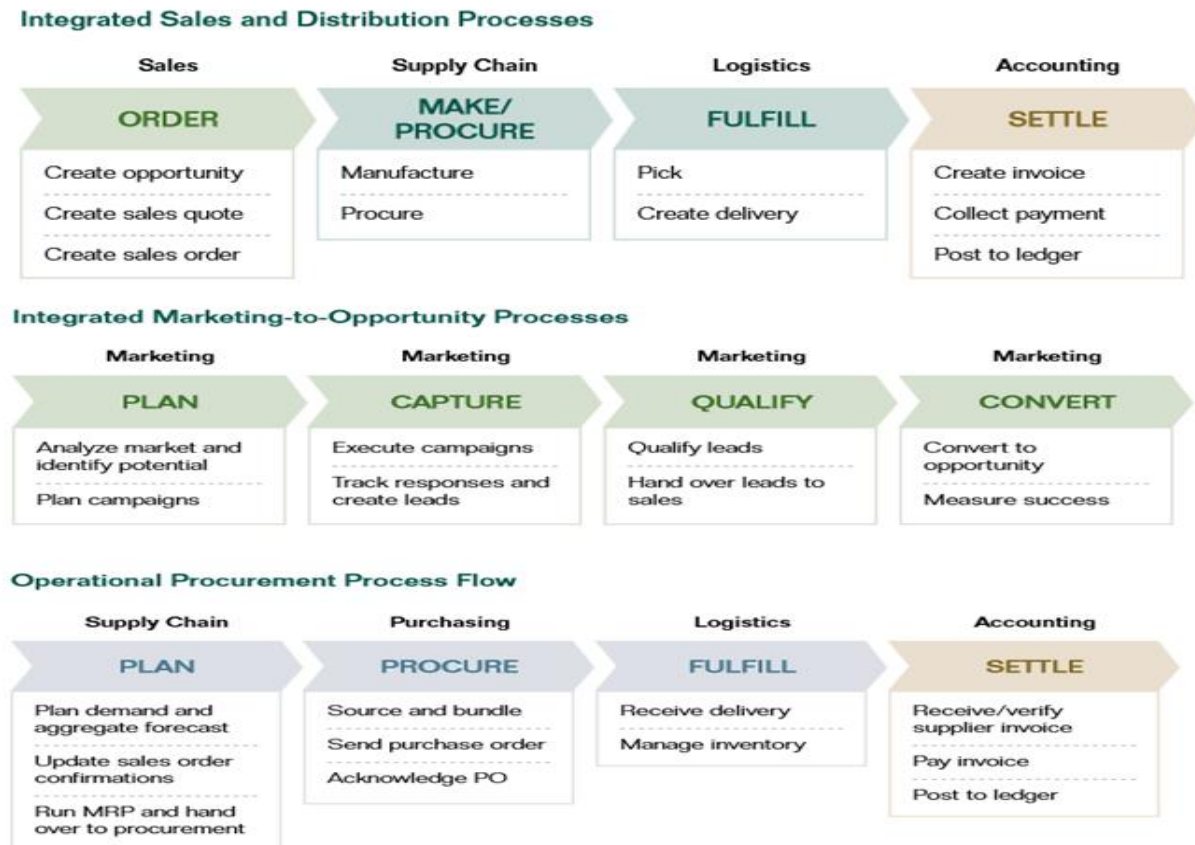 Integrated Sales and Distribution Processes
Sales
Supply Chain
Logistics
Accounting
ORDER
MAKE/
PROCURE
FULFILL
SETTLE
Create opportunity
Create sales quote
Create sales order
Manufacture
Procure
Pick
Create delivery
Create invoice
Collect payment
Post to ledger
Integrated Marketing-to-Opportunity Processes
Marketing
Marketing
Marketing
Marketing
PLAN
CAPTURE
QUALIFY
CONVERT
Analyze market and
identify potential
Plan campaigns
Execute campaigns
Track responses and
create leads
Qualify leads
Hand over leads to
sales
Convert to
opportunity
Measure success
Operational Procurement Process Flow
Supply Chain
Purchasing
Logistics
Accounting
PLAN
PROCURE
FULFILL
SETTLE
Plan demand and
aggregate forecast
Update sales order
confirmations
Run MRP and hand
over to procurement
Source and bundle
Send purchase order
Acknowledge PO
Receive delivery
Manage inventory
Receive/verify
supplier invoice
Pay invoice
Post to ledger